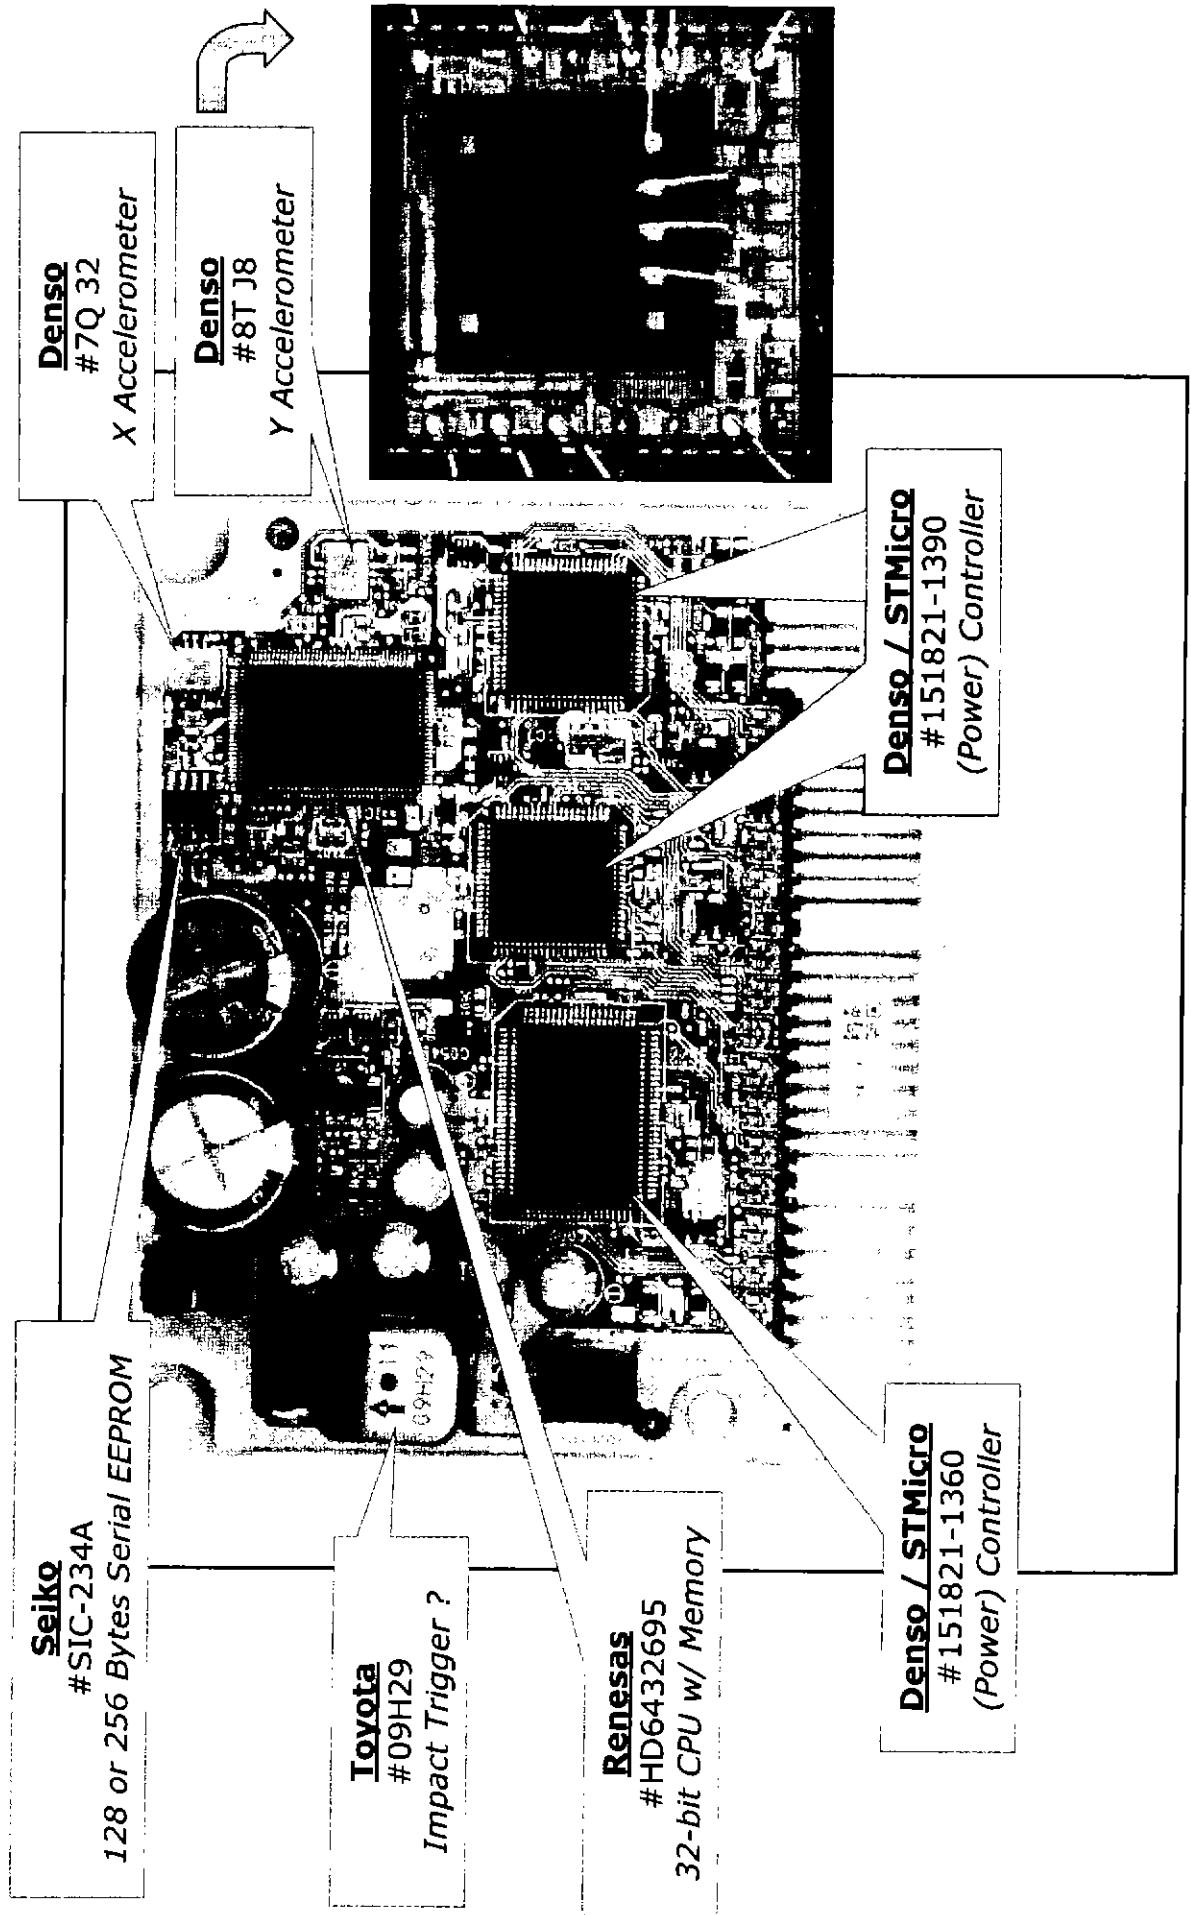 Seiko
#SIC-234A
128 or 256 Bytes Serial EEPROM
Denso
#7Q 32
X Accelerometer
Denso
#8T J8
Y Accelerometer
Toyota
#09H29
Impact Trigger ?
09H29
Renesas
#HD6432695
32-bit CPU w/ Memory
Denso / STMicro
#151821-1360
(Power) Controller
Denso / STMicro
#151821-1390
(Power) Controller